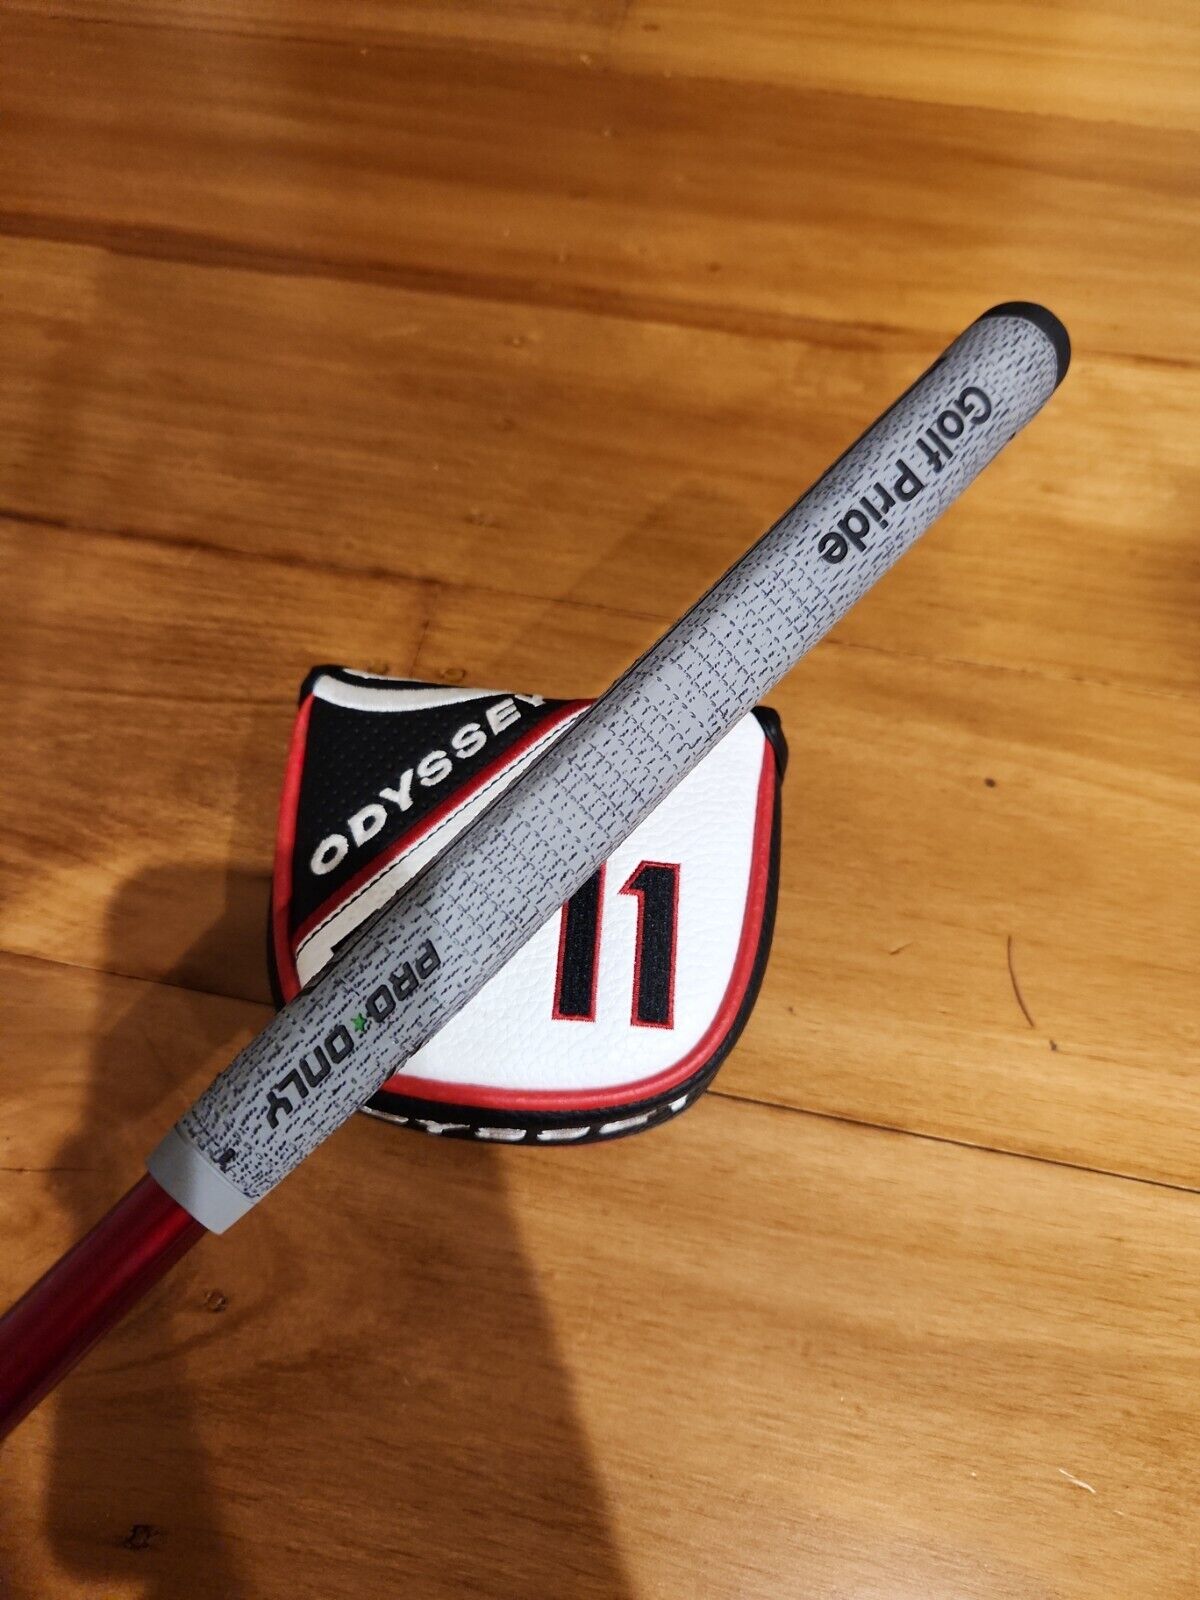 Golf Pride
ODYSSEY
11
PRO ONLY